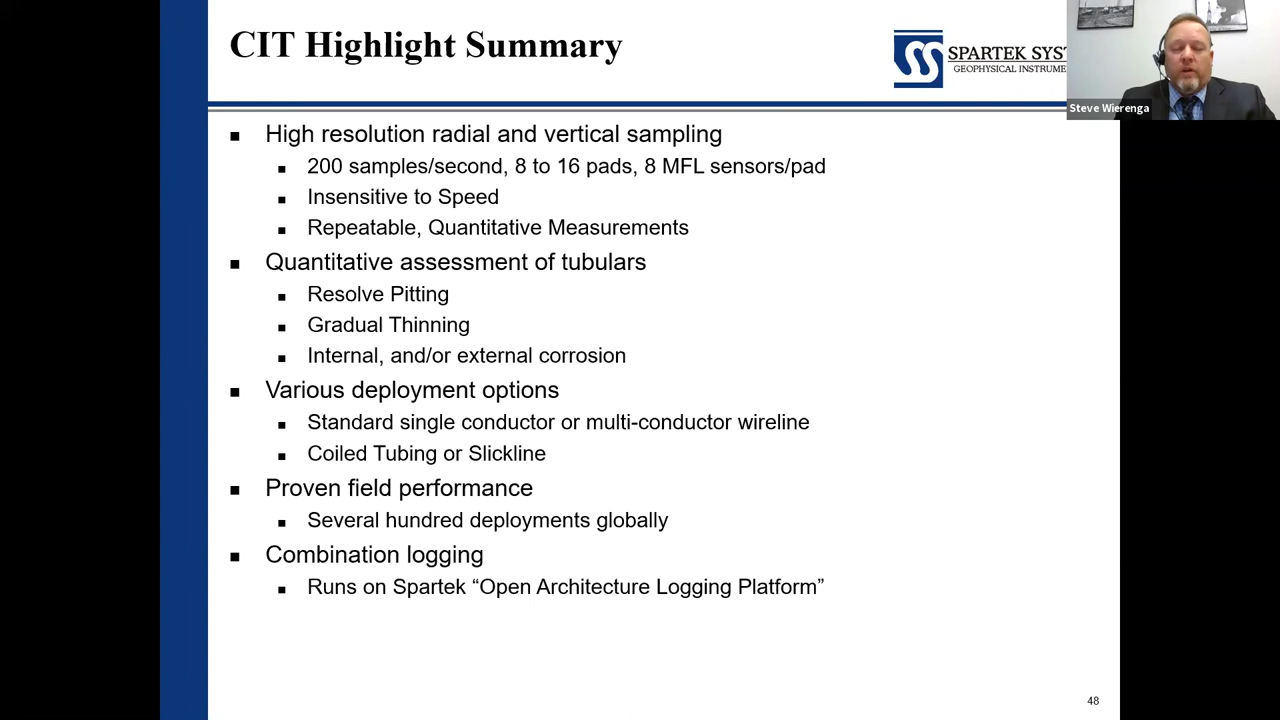 CIT Highlight Summary
SPARTEK SYST
GEOPHYSICAL INSTRUME
Steve Wierenga
▪ High resolution radial and vertical sampling
▪ 200 samples/second, 8 to 16 pads, 8 MFL sensors/pad
▪ Insensitive to Speed
▪ Repeatable, Quantitative Measurements
▪ Quantitative assessment of tubulars
▪ Resolve Pitting
▪ Gradual Thinning
▪ Internal, and/or external corrosion
▪ Various deployment options
▪ Standard single conductor or multi-conductor wireline
▪ Coiled Tubing or Slickline
▪ Proven field performance
▪ Several hundred deployments globally
▪ Combination logging
▪ Runs on Spartek “Open Architecture Logging Platform”
48